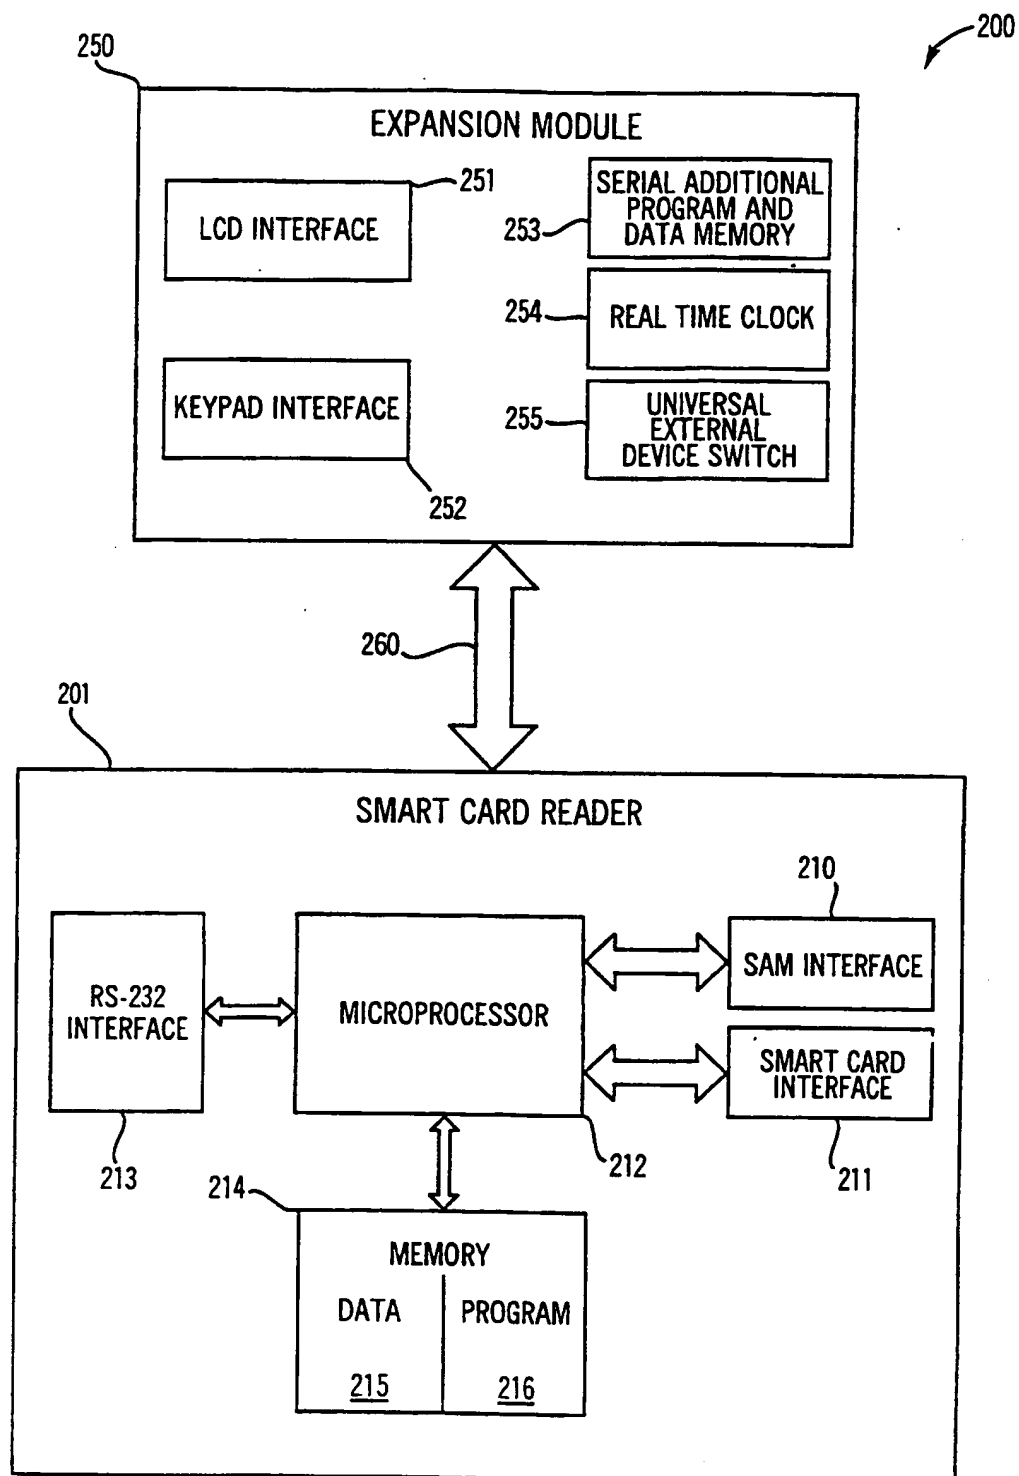 200
250
EXPANSION MODULE
251
LCD INTERFACE
SERIAL ADDITIONAL
PROGRAM AND
DATA MEMORY
253
254
REAL TIME CLOCK
KEYPAD INTERFACE
252
255
UNIVERSAL
EXTERNAL
DEVICE SWITCH
260
201
SMART CARD READER
210
RS-232
INTERFACE
213
MICROPROCESSOR
212
SAM INTERFACE
SMART CARD
INTERFACE
211
214
MEMORY
DATA
215
PROGRAM
216